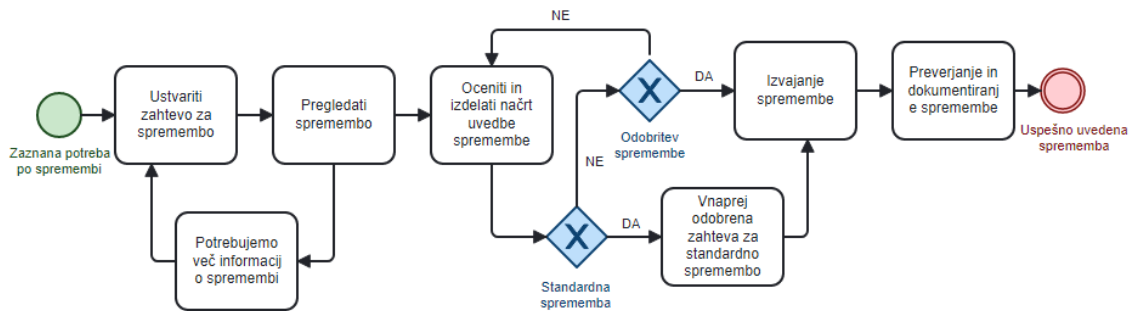 NE
Ustvariti
zahtevo za
spremembo
Pregledati
spremembo
Oceniti in
izdelati načrt
uvedbe
spremembe
DA
Izvajanje
spremembe
Preverjanje in
dokumentiranj
e spremembe
Zaznana potreba
po spremembi
Odobritev
spremembe
Uspešno uvedena
sprememba
NE
Potrebujemo
več informacij
o spremembi
DA
Vnaprej
odobrena
zahteva za
standardno
spremembo
Standardna
sprememba